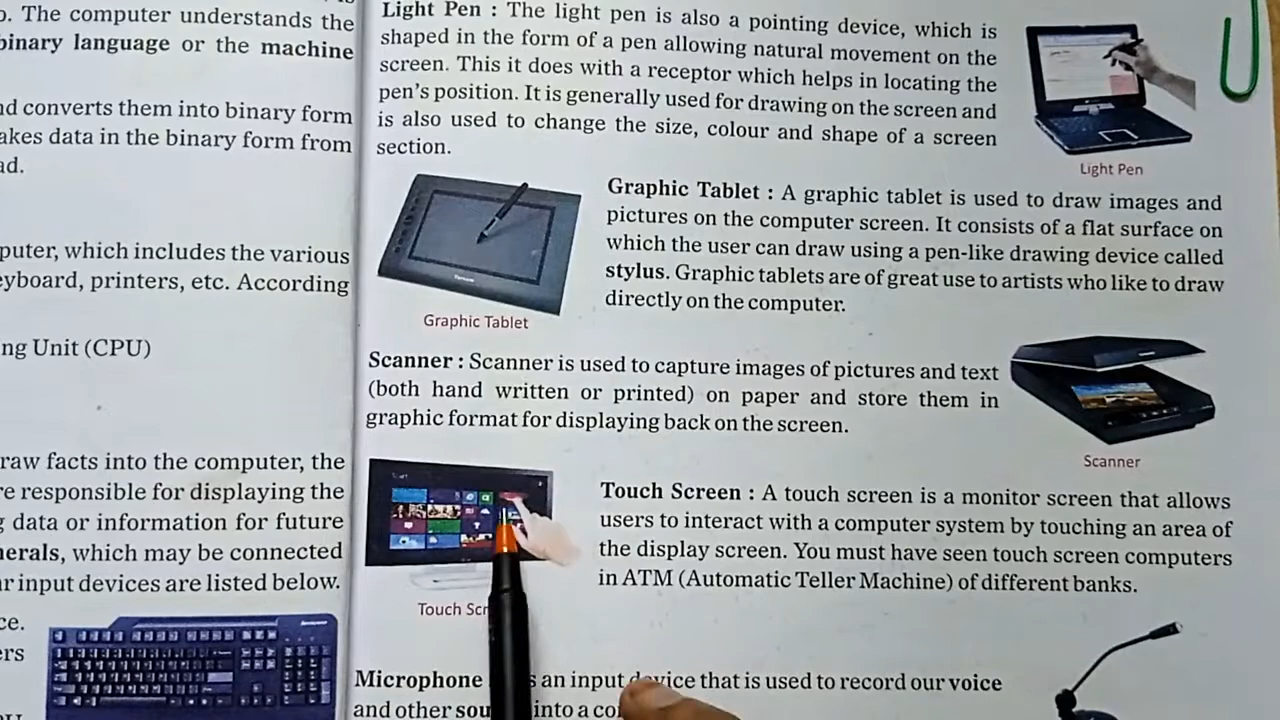 o. The computer understands the
binary language or the machine
nd converts them into binary form
akes data in the binary form from
ad.
puter, which includes the various
eyboard, printers, etc. According
ng Unit (CPU)
raw facts into the computer, the
re responsible for displaying the
g data or information for future
nerals, which may be connected
ar input devices are listed below.
ce.
ers
Light Pen : The light pen is also a pointing device, which is
shaped in the form of a pen allowing natural movement on the
screen. This it does with a receptor which helps in locating the
pen's position. It is generally used for drawing on the screen and
is also used to change the size, colour and shape of a screen
section.
Light Pen
Graphic Tablet : A graphic tablet is used to draw images and
pictures on the computer screen. It consists of a flat surface on
which the user can draw using a pen-like drawing device called
stylus. Graphic tablets are of great use to artists who like to draw
directly on the computer.
Graphic Tablet
Scanner : Scanner is used to capture images of pictures and text
(both hand written or printed) on paper and store them in
graphic format for displaying back on the screen.
Scanner
Start
Touch Screen : A touch screen is a monitor screen that allows
users to interact with a computer system by touching an area of
the display screen. You must have seen touch screen computers
in ATM (Automatic Teller Machine) of different banks.
Touch Scr
Microphone s an input device that is used to record our voice
and other sou into a co